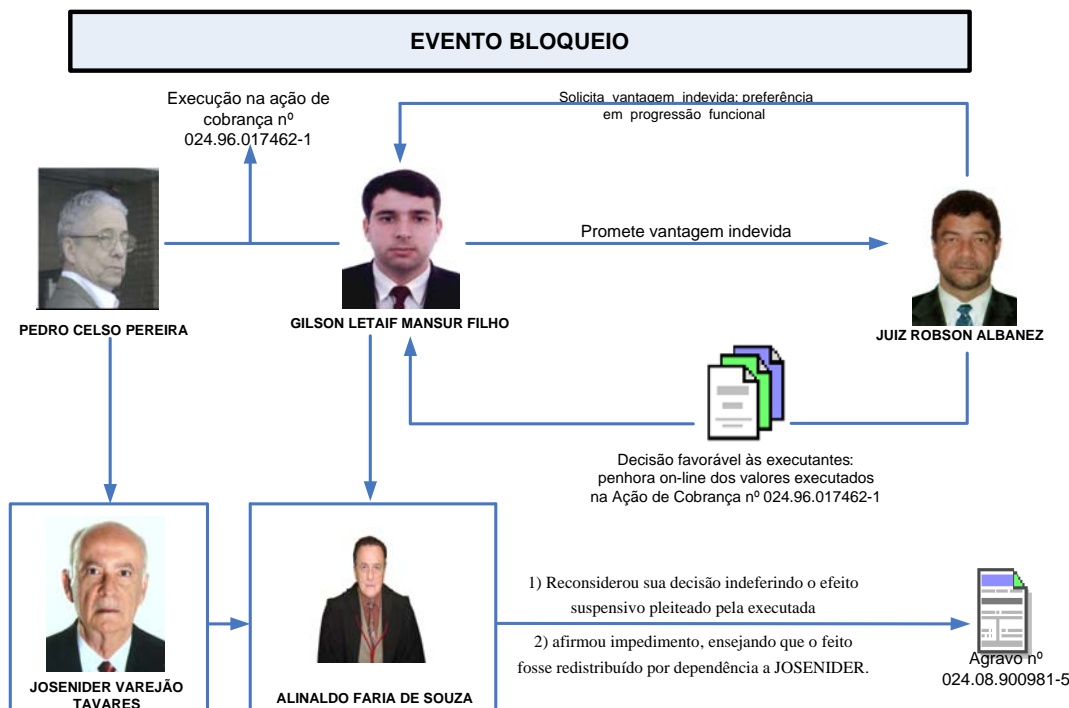 EVENTO BLOQUEIO
Execução na ação de
cobrança nº
024.96.017462-1
Solicita vantagem indevida: preferência
em progressão funcional
Promete vantagem indevida
PEDRO CELSO PEREIRA
GILSON LETAIF MANSUR FILHO
JUIZ ROBSON ALBANEZ
Decisão favorável às executantes:
penhora on-line dos valores executados
na Ação de Cobrança nº 024.96.017462-1
1) Reconsiderou sua decisão indeferindo o efeito
suspensivo pleiteado pela executada
2) afirmou impedimento, ensejando que o feito
fosse redistribuído por dependência a JOSENIDER.
Agravo nº
024.08.900981-5
JOSENIDER VAREJÃO
TAVARES
ALINALDO FARIA DE SOUZA